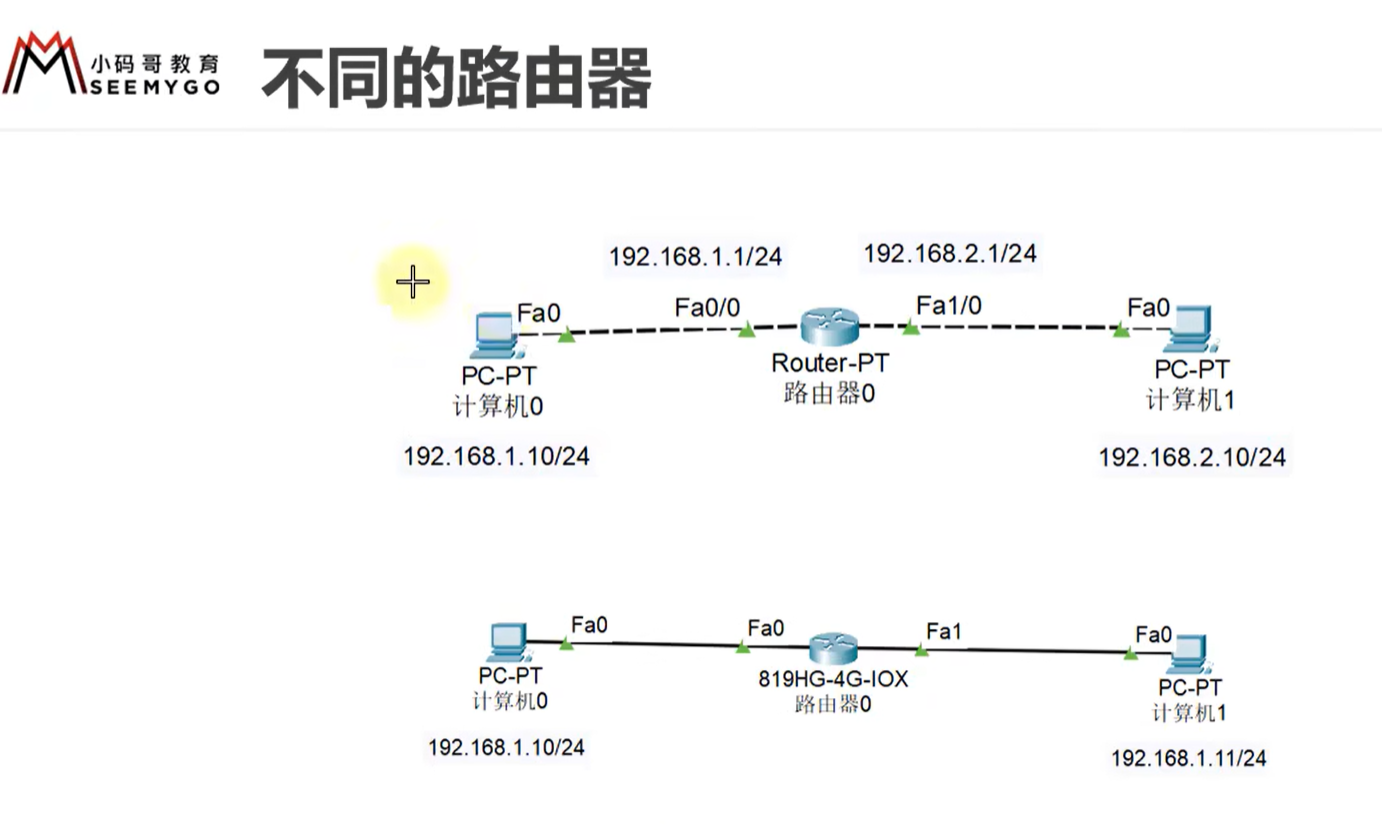 小码哥教育
SEEMYGO
不同的路由器
192.168.1.1/24
192.168.2.1/24
Fa0
Fa0/0
Fa1/0
Fa0
PC-PT
计算机0
Router-PT
路由器0
PC-PT
计算机1
192.168.1.10/24
192.168.2.10/24
Fa0
Fa0
Fa1
Fa0
PC-PT
计算机0
819HG-4G-IOX
路由器0
PC-PT
计算机1
192.168.1.10/24
192.168.1.11/24